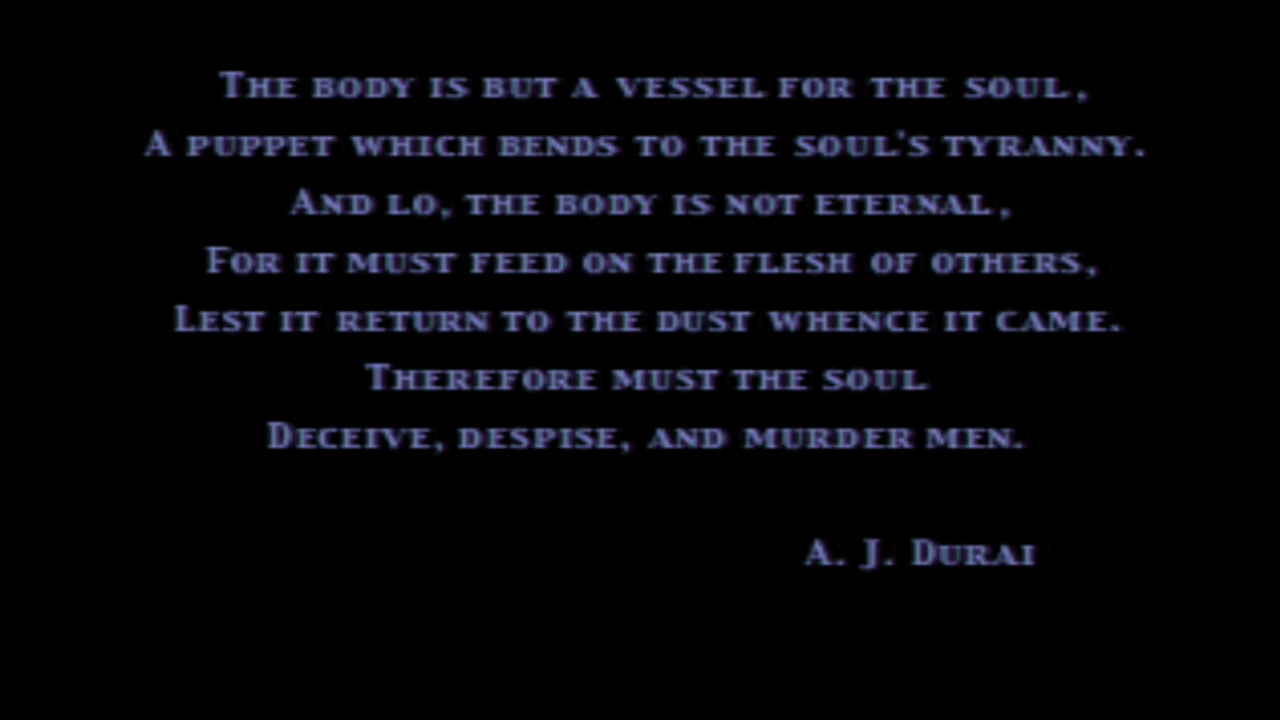 The body is but a vessel for the soul,
A puppet which bends to the soul's tyranny.
And lo, the body is not eternal,
For it must feed on the flesh of others,
Lest it return to the dust whence it came.
Therefore must the soul
Deceive, despise, and murder men.
A. J. Durai